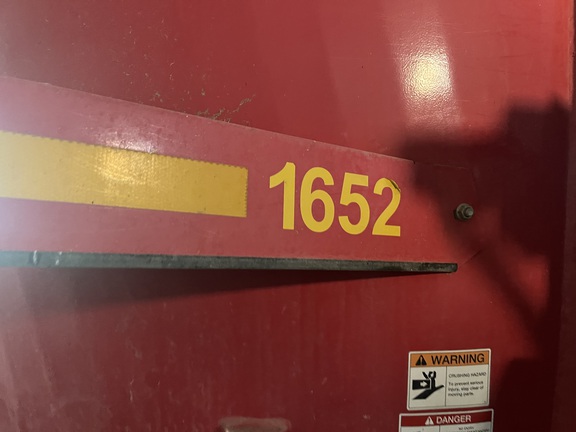 1652
WARNING
CRUSHING HAZARD
To prevent serious
injury, stay clear of
moving parts.
DANGER